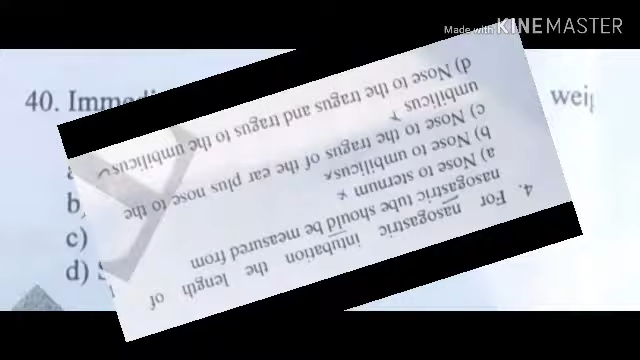 Made with KINEMASTER
40. Immedi
weig
b
c)
d) S
4. For nasogastric intubation the length of
nasogastric tube should be measured from
a) Nose to sternum x
b) Nose to umbilicus x
c) Nose to the tragus of the ear plus nose to the
umbilicus x
d) Nose to the tragus and tragus to the umbilicus